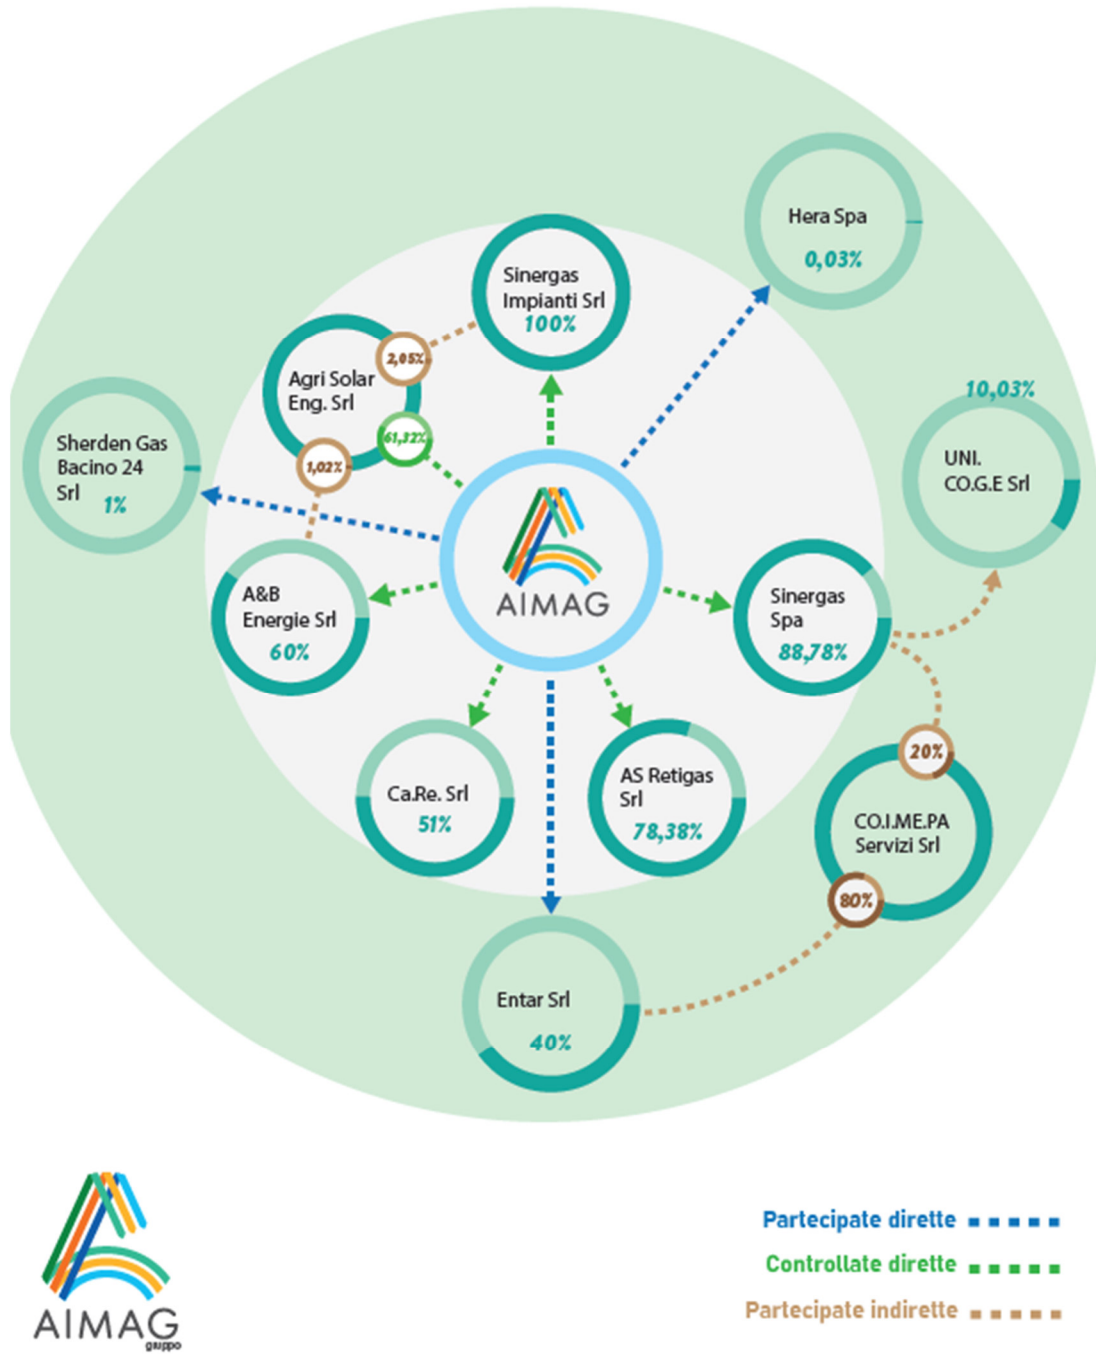 Hera Spa
0,03%
Sinergas
Impianti Srl
100%
2,05%
Agri Solar
Eng. Srl
61,32%
1,02%
10,03%
UNI.
CO.G.E Srl
Sherden Gas
Bacino 24
Srl
1%
AIMAG
A&B
Energie Srl
60%
Sinergas
Spa
88,78%
Ca.Re. Srl
51%
AS Retigas
Srl
78,38%
20%
CO.I.ME.PA
Servizi Srl
80%
Entar Srl
40%
AIMAG
gruppo
Partecipate dirette
Controllate dirette
Partecipate indirette